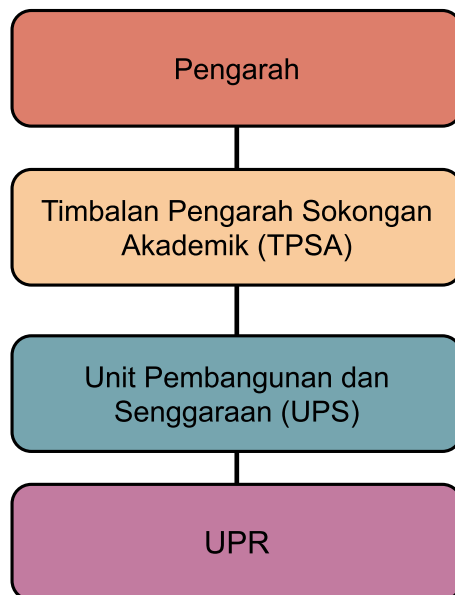 Pengarah
Timbalan Pengarah Sokongan
Akademik (TPSA)
Unit Pembangunan dan
Senggaraan (UPS)
UPR